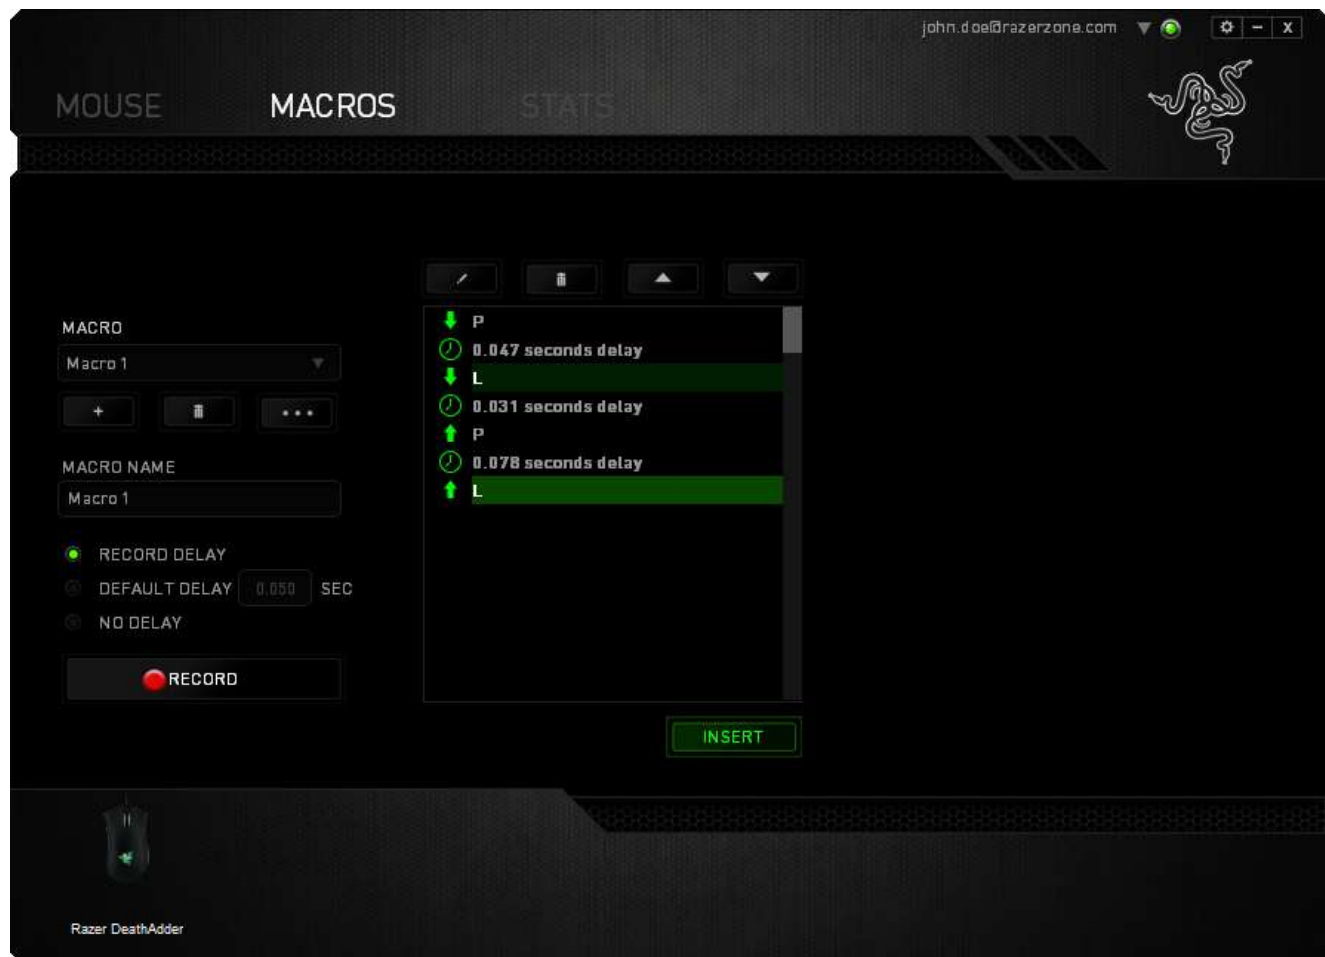 john.doe@razerzone.com
MOUSE MACROS STATS
MACRO
Macro 1
MACRO NAME
Macro 1
RECORD DELAY
DEFAULT DELAY 0.050 SEC
NO DELAY
RECORD
P
0.047 seconds delay
L
0.031 seconds delay
P
0.078 seconds delay
L
INSERT
Razer DeathAdder